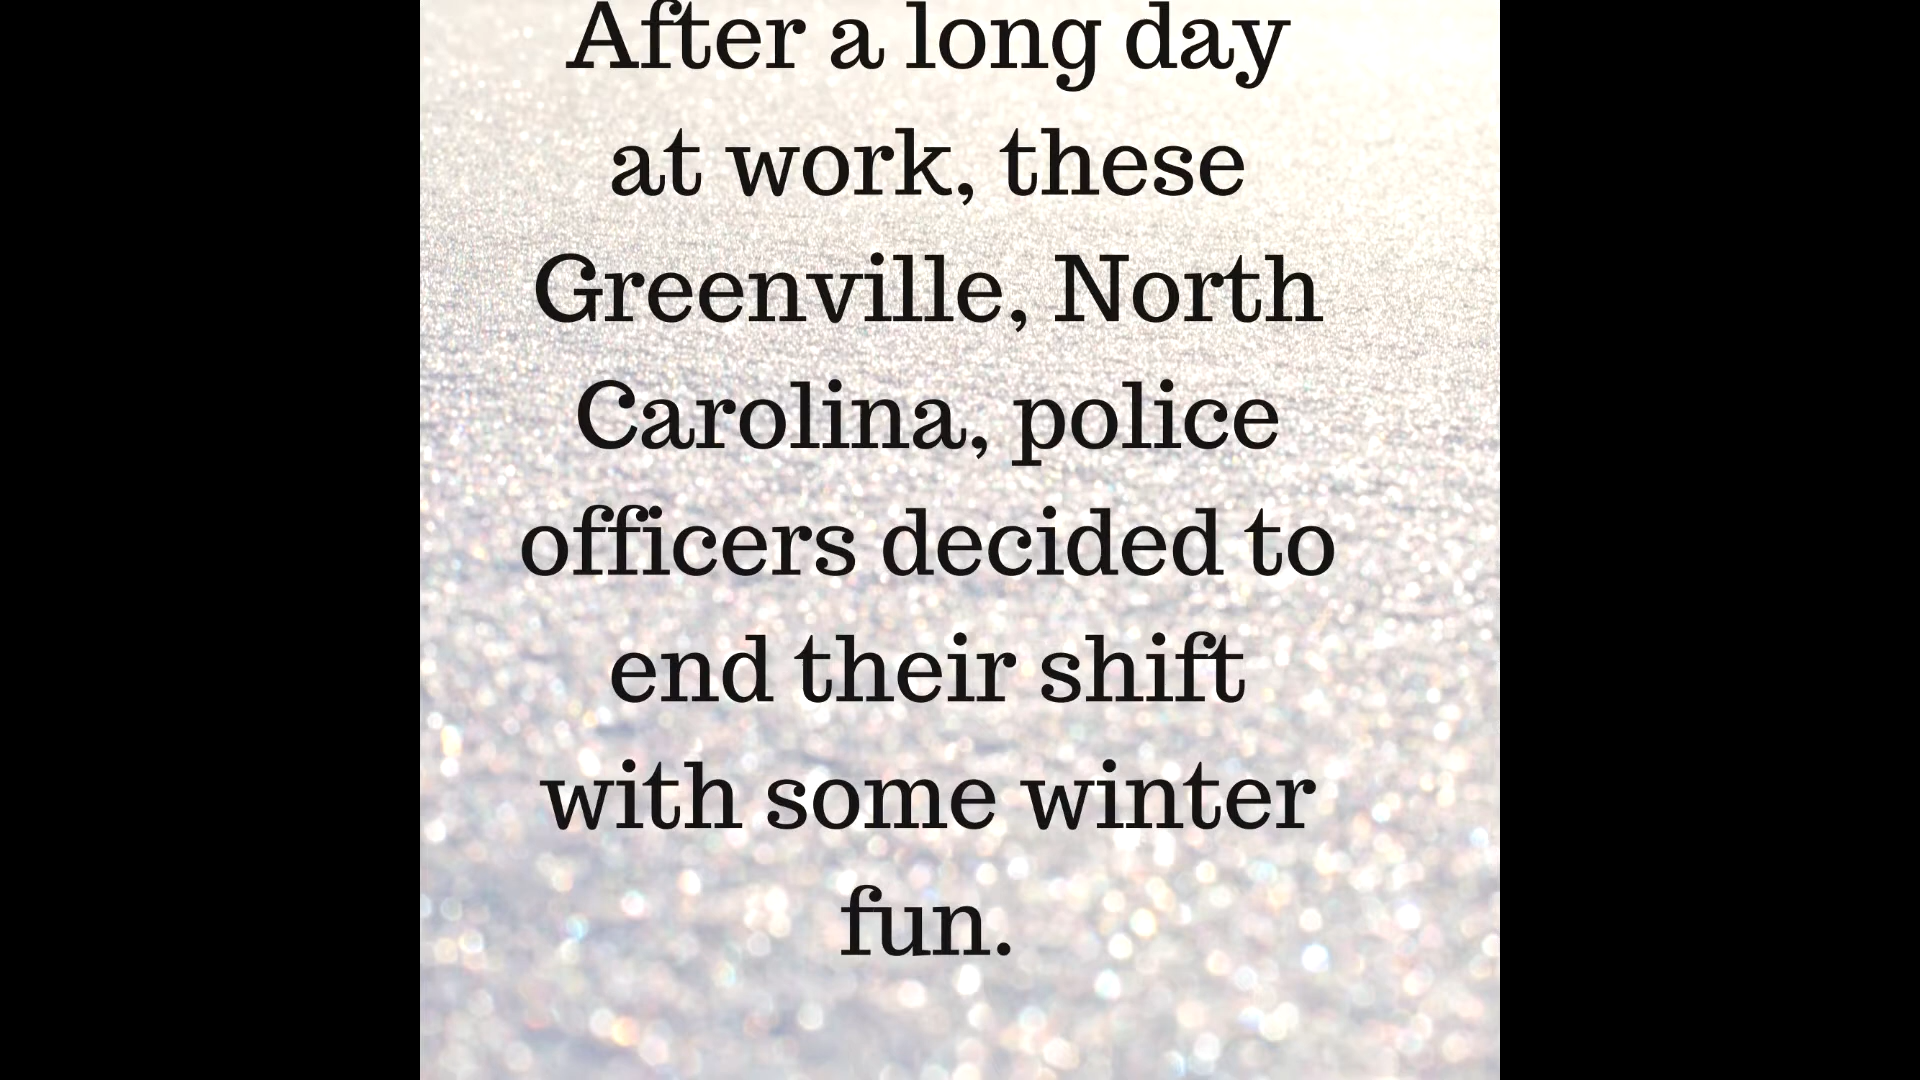 After a long day
at work, these
Greenville, North
Carolina, police
officers decided to
end their shift
with some winter
fun.